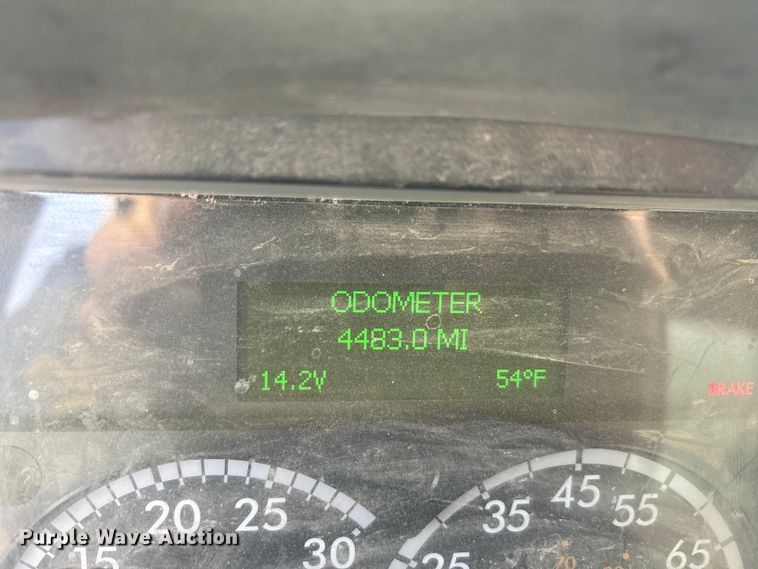 ODOMETER
4483.0 MI
14.2V 54°F
BRAKE
20 25 45
35 55
15 30 25 65
Purple Wave Auction